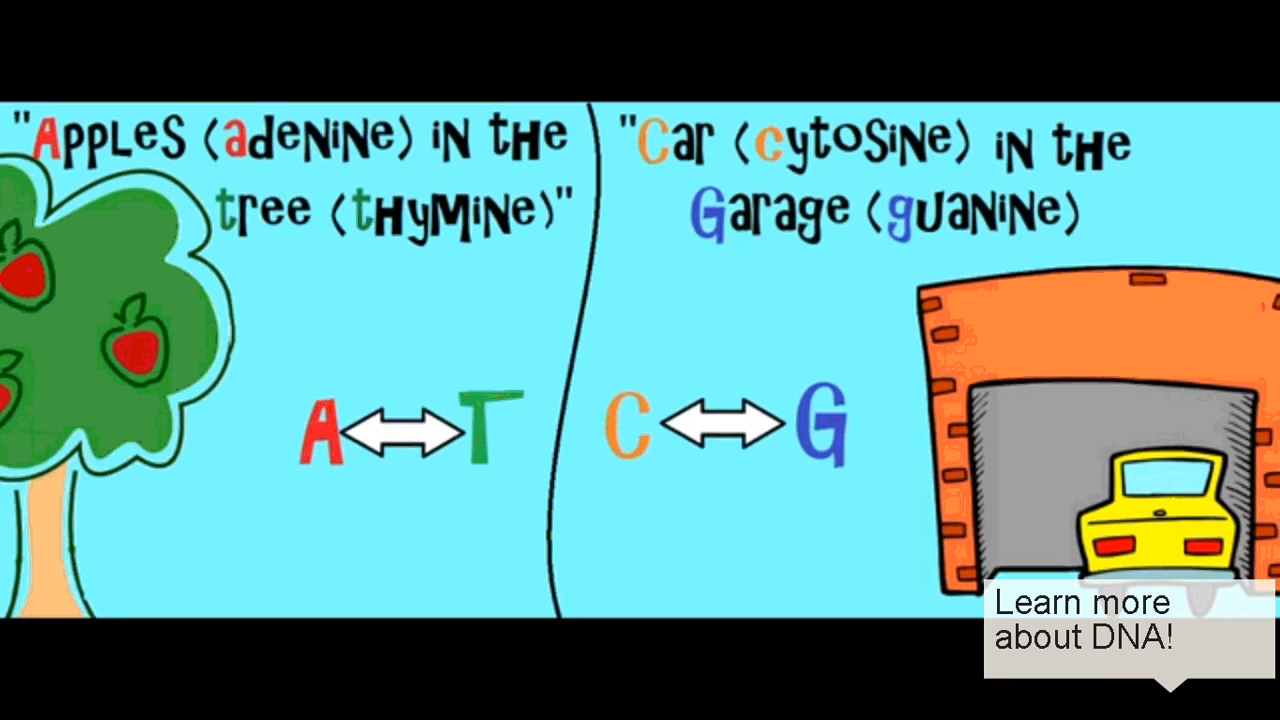 "Apples (adenine) in the
tree (thymine)"
"Car (cytosine) in the
Garage (guanine)
A T
C G
Learn more
about DNA!